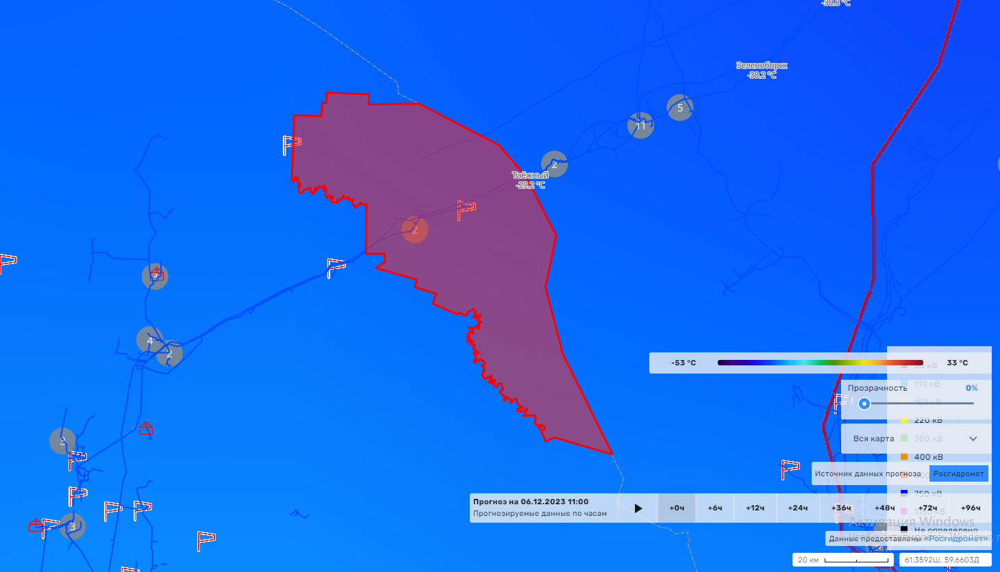 -30.8 °C
Зеленоборск
-30.2 °C
5
11
2
Таёжный
-29.2 °C
2
3
4
2
3
3
-53 °C
33 °C
35 кВ
110 кВ
Прозрачность
0%
150 кВ
220 кВ
Вся карта
350 кВ
400 кВ
Источник данных прогноза
Росгидромет
750 кВ
Прогноз на 06.12.2023 11:00
Прогнозируемые данные по часам
+0ч
+6ч
+12ч
+24ч
+36ч
+48ч
+72ч
+96ч
1150 кВ
Активация Windows
Не определено
Данные предоставлены «Росгидромет»
20 км
61.3592Ш, 59.6603Д